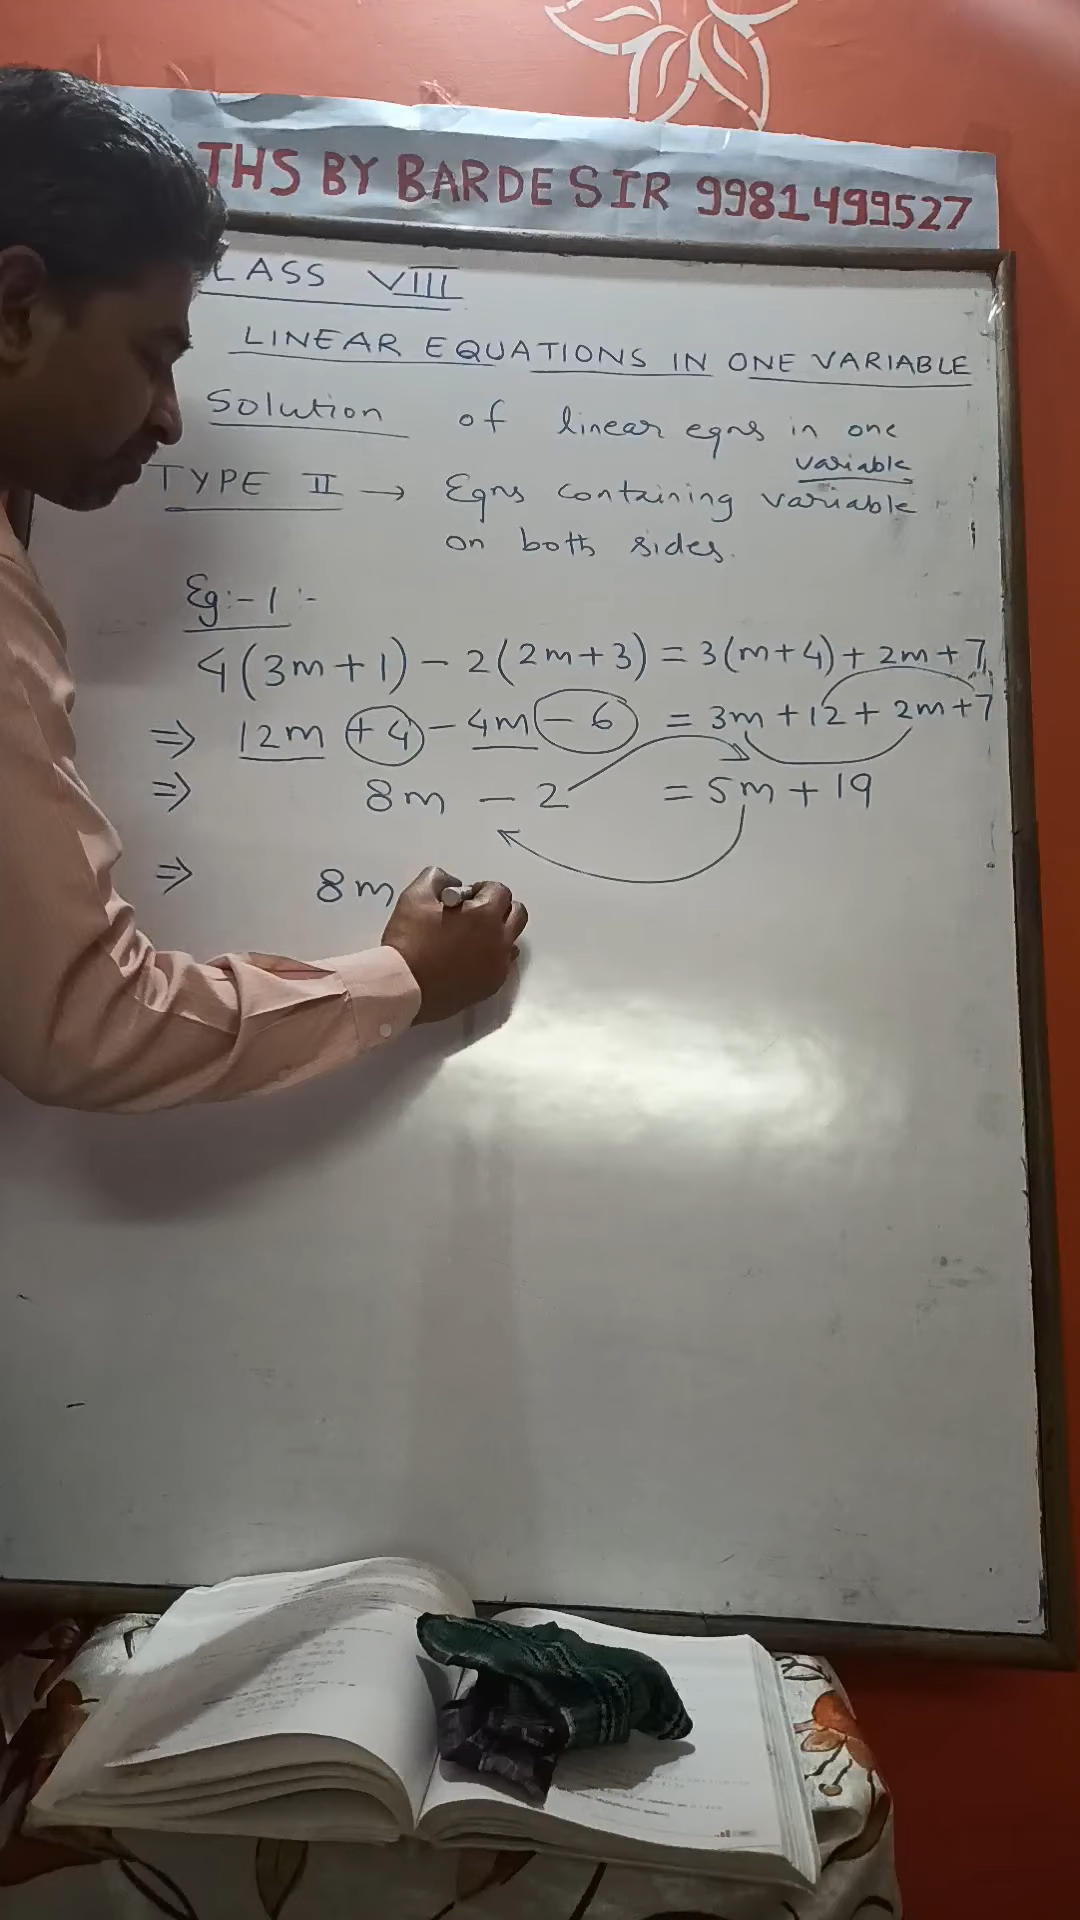 THS BY BARDE SIR 9981499527
LASS VIII
LINEAR EQUATIONS IN ONE VARIABLE
Solution of linear eqns in one
variable
TYPE II → Eqns containing variable
on both sides.
Eg:-1:-
4(3m+1)-2(2m+3)=3(m+4)+2m+7
⇒ 12m+4-4m-6=3m+12+2m+7
⇒ 8m-2=5m+19
⇒ 8m